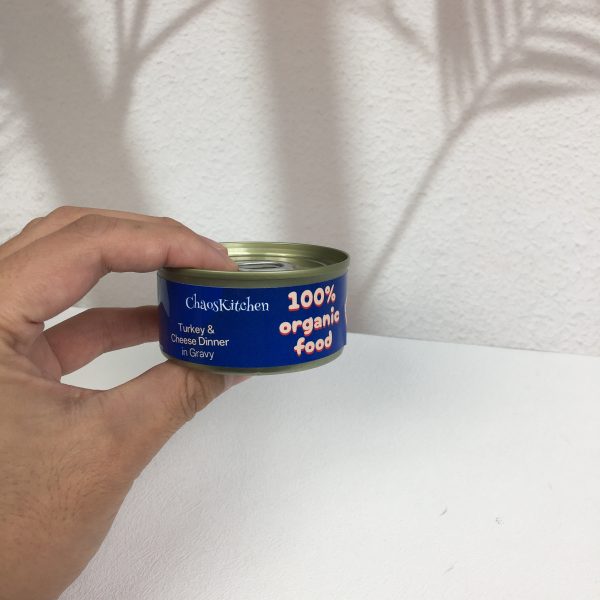 ChaosKitchen
Turkey &
Cheese Dinner
in Gravy
100%
organic
food